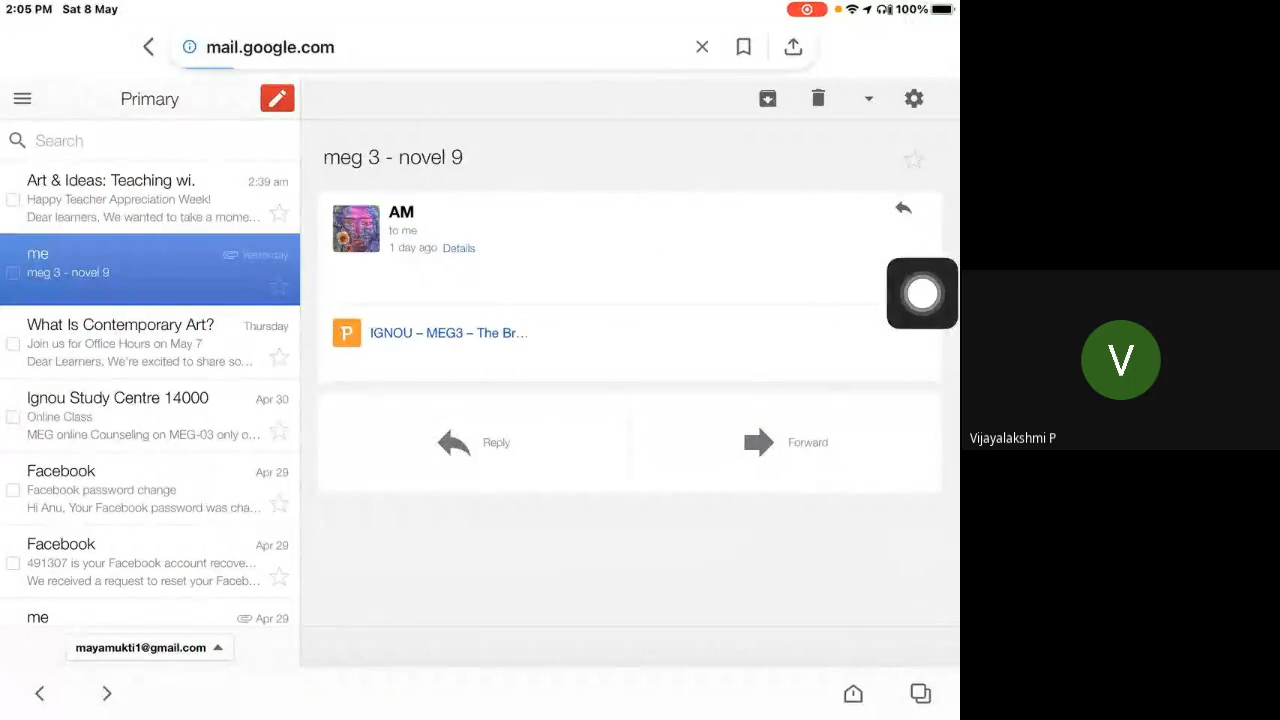 2:05 PM Sat 8 May
100%
mail.google.com
Primary
Search
Art & Ideas: Teaching wi. 2:39 am
Happy Teacher Appreciation Week!
Dear learners, We wanted to take a mome...
me Yesterday
meg 3 - novel 9
What Is Contemporary Art? Thursday
Join us for Office Hours on May 7
Dear Learners, We're excited to share so...
Ignou Study Centre 14000 Apr 30
Online Class
MEG online Counseling on MEG-03 only o...
Facebook Apr 29
Facebook password change
Hi Anu, Your Facebook password was cha...
Facebook Apr 29
491307 is your Facebook account recove...
We received a request to reset your Faceb...
me Apr 29
mayamukti1@gmail.com
meg 3 - novel 9
AM
to me
1 day ago Details
P IGNOU – MEG3 – The Br...
Reply
Forward
V
Vijayalakshmi P